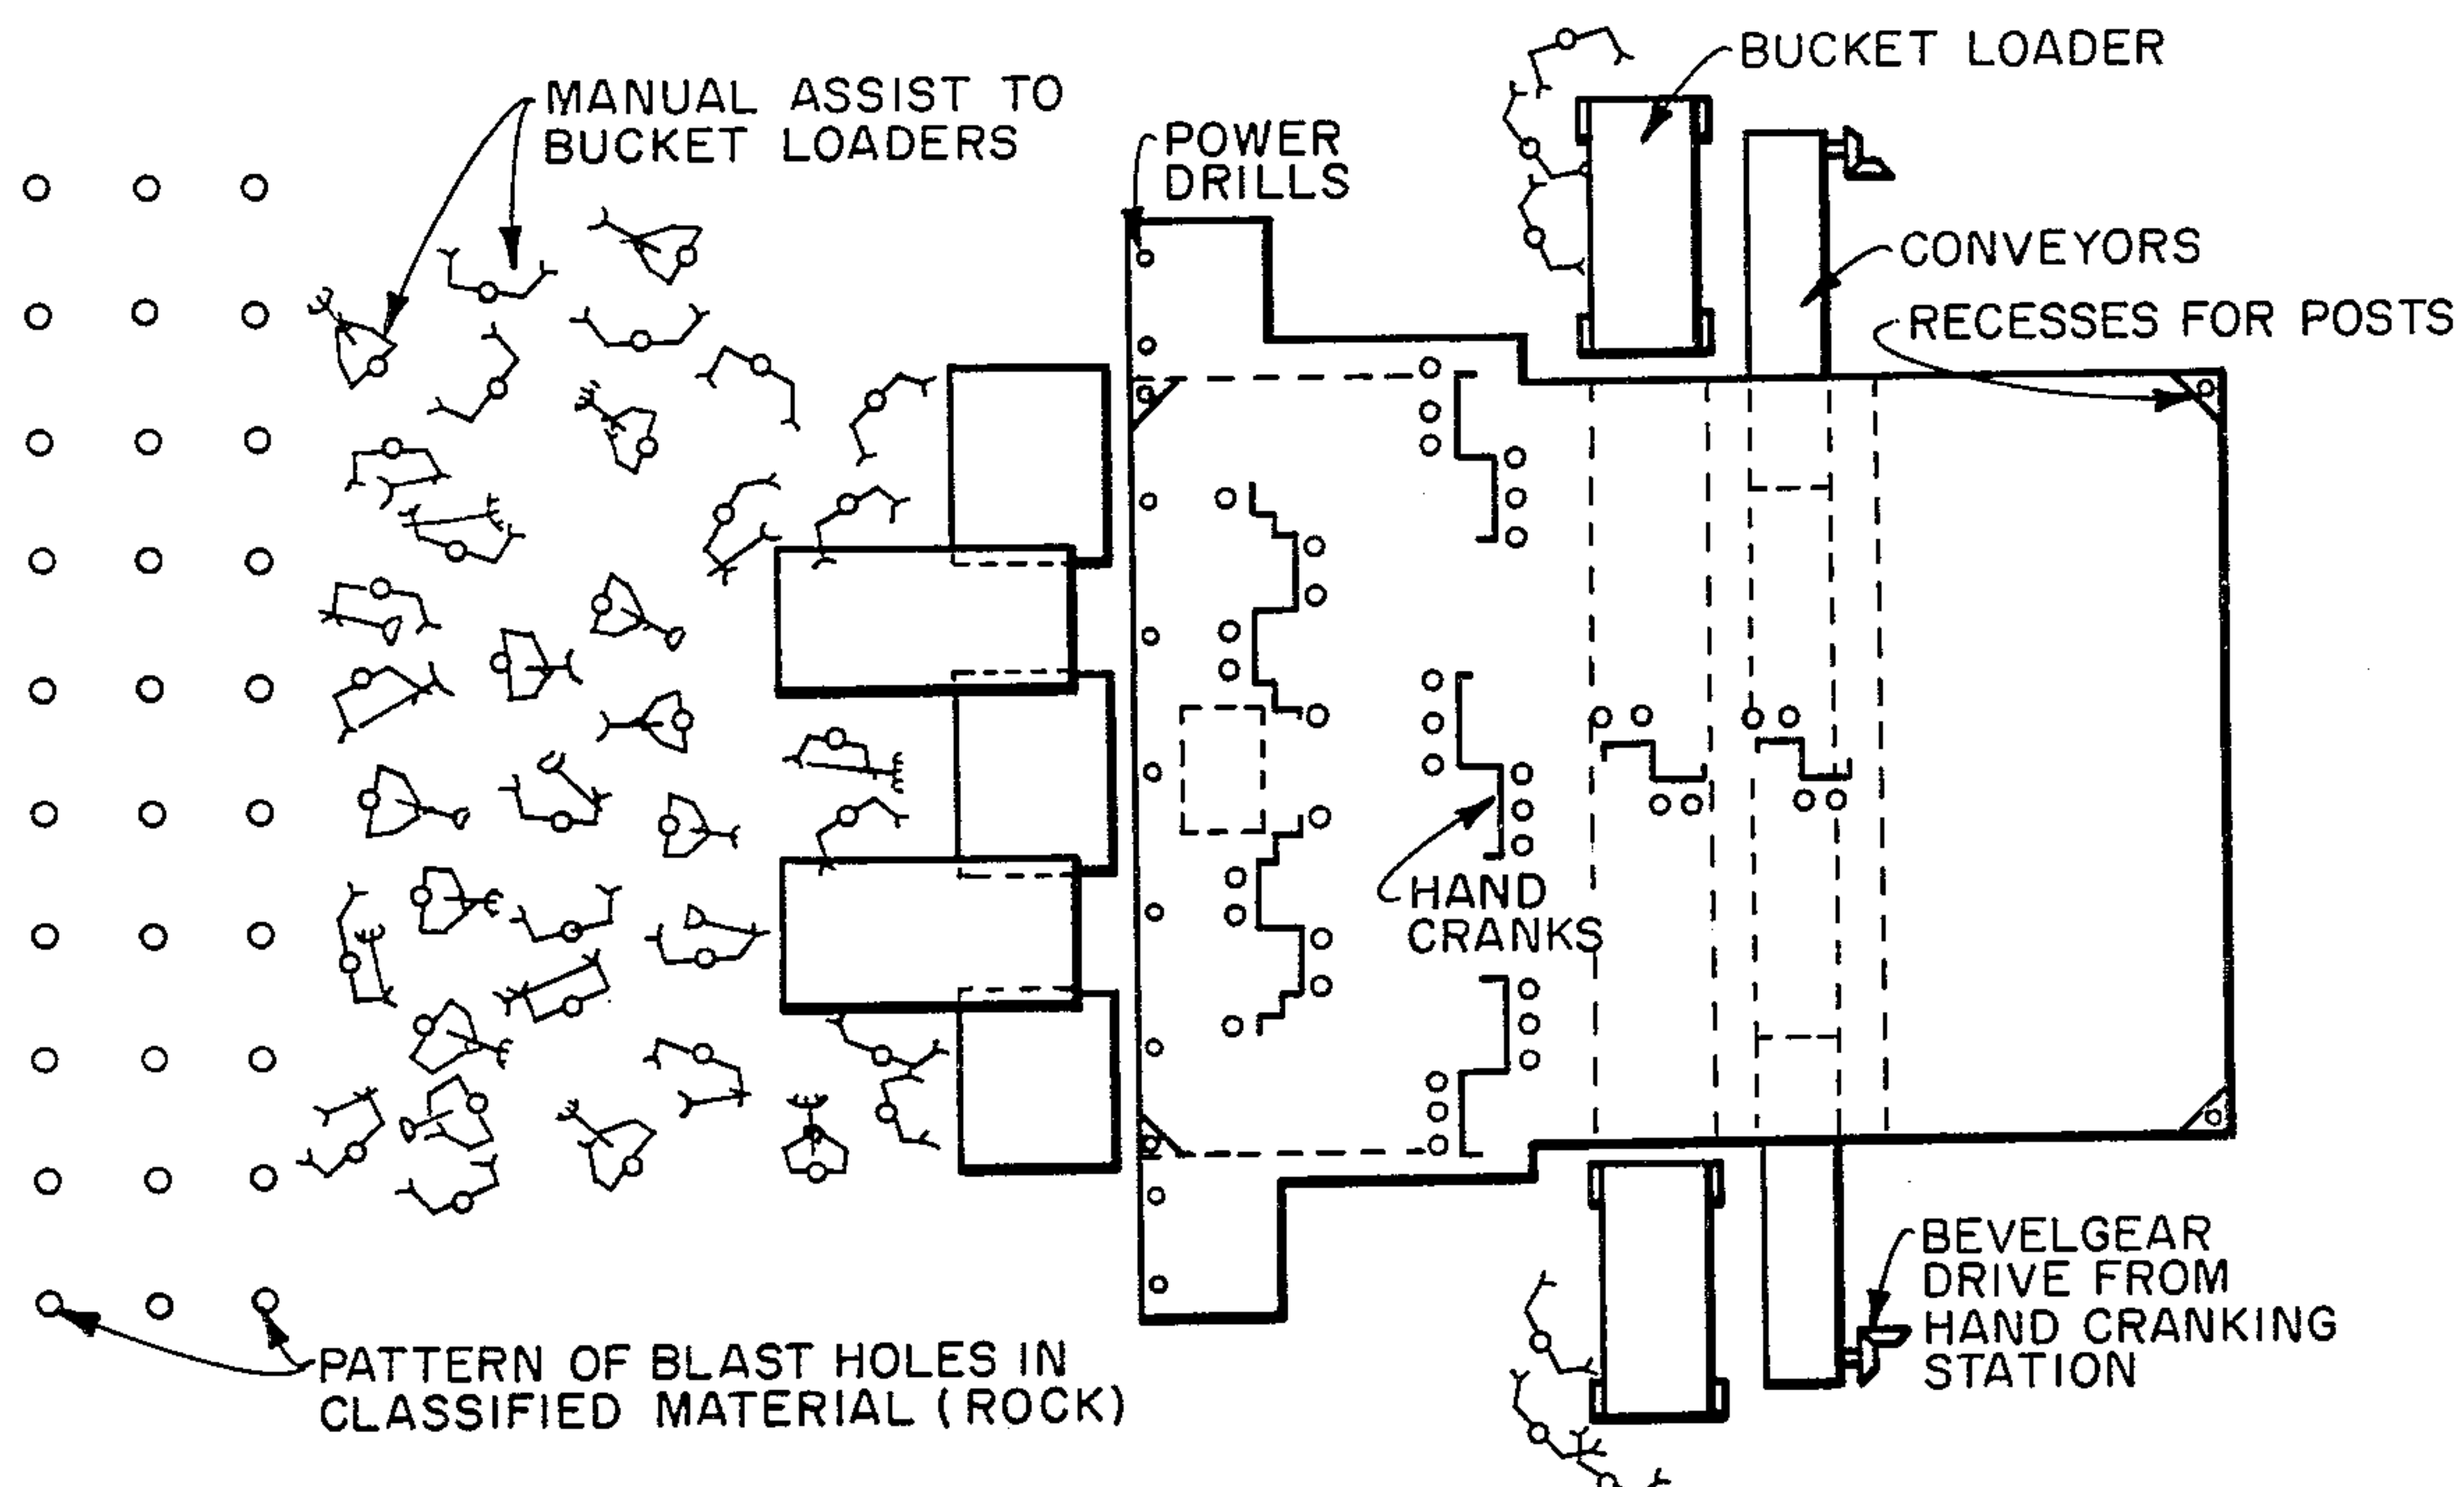 MANUAL ASSIST TO
BUCKET LOADERS
POWER
DRILLS
BUCKET LOADER
CONVEYORS
RECESSES FOR POSTS
HAND
CRANKS
BEVELGEAR
DRIVE FROM
HAND CRANKING
STATION
PATTERN OF BLAST HOLES IN
CLASSIFIED MATERIAL (ROCK)